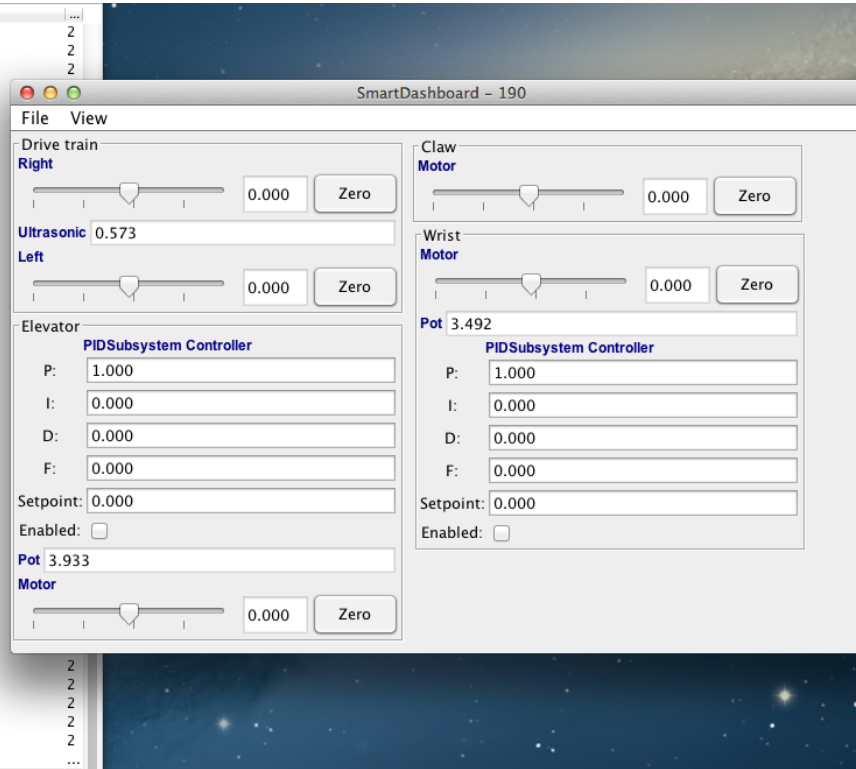 ...
2
2
2
SmartDashboard – 190
File View
Drive train
Right
0.000 Zero
Ultrasonic 0.573
Left
0.000 Zero
Elevator
PIDSubsystem Controller
P: 1.000
I: 0.000
D: 0.000
F: 0.000
Setpoint: 0.000
Enabled:
Pot 3.933
Motor
0.000 Zero
Claw
Motor
0.000 Zero
Wrist
Motor
0.000 Zero
Pot 3.492
PIDSubsystem Controller
P: 1.000
I: 0.000
D: 0.000
F: 0.000
Setpoint: 0.000
Enabled:
2
2
2
2
2
...